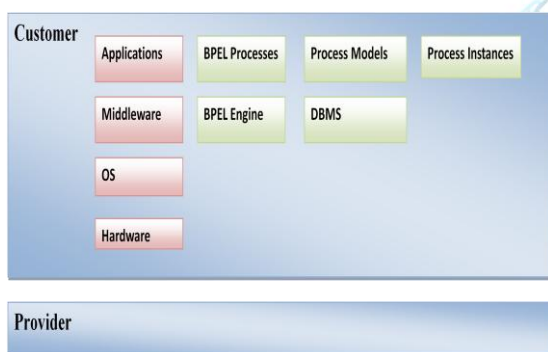 Customer
Applications
BPEL Processes
Process Models
Process Instances
Middleware
BPEL Engine
DBMS
OS
Hardware
Provider